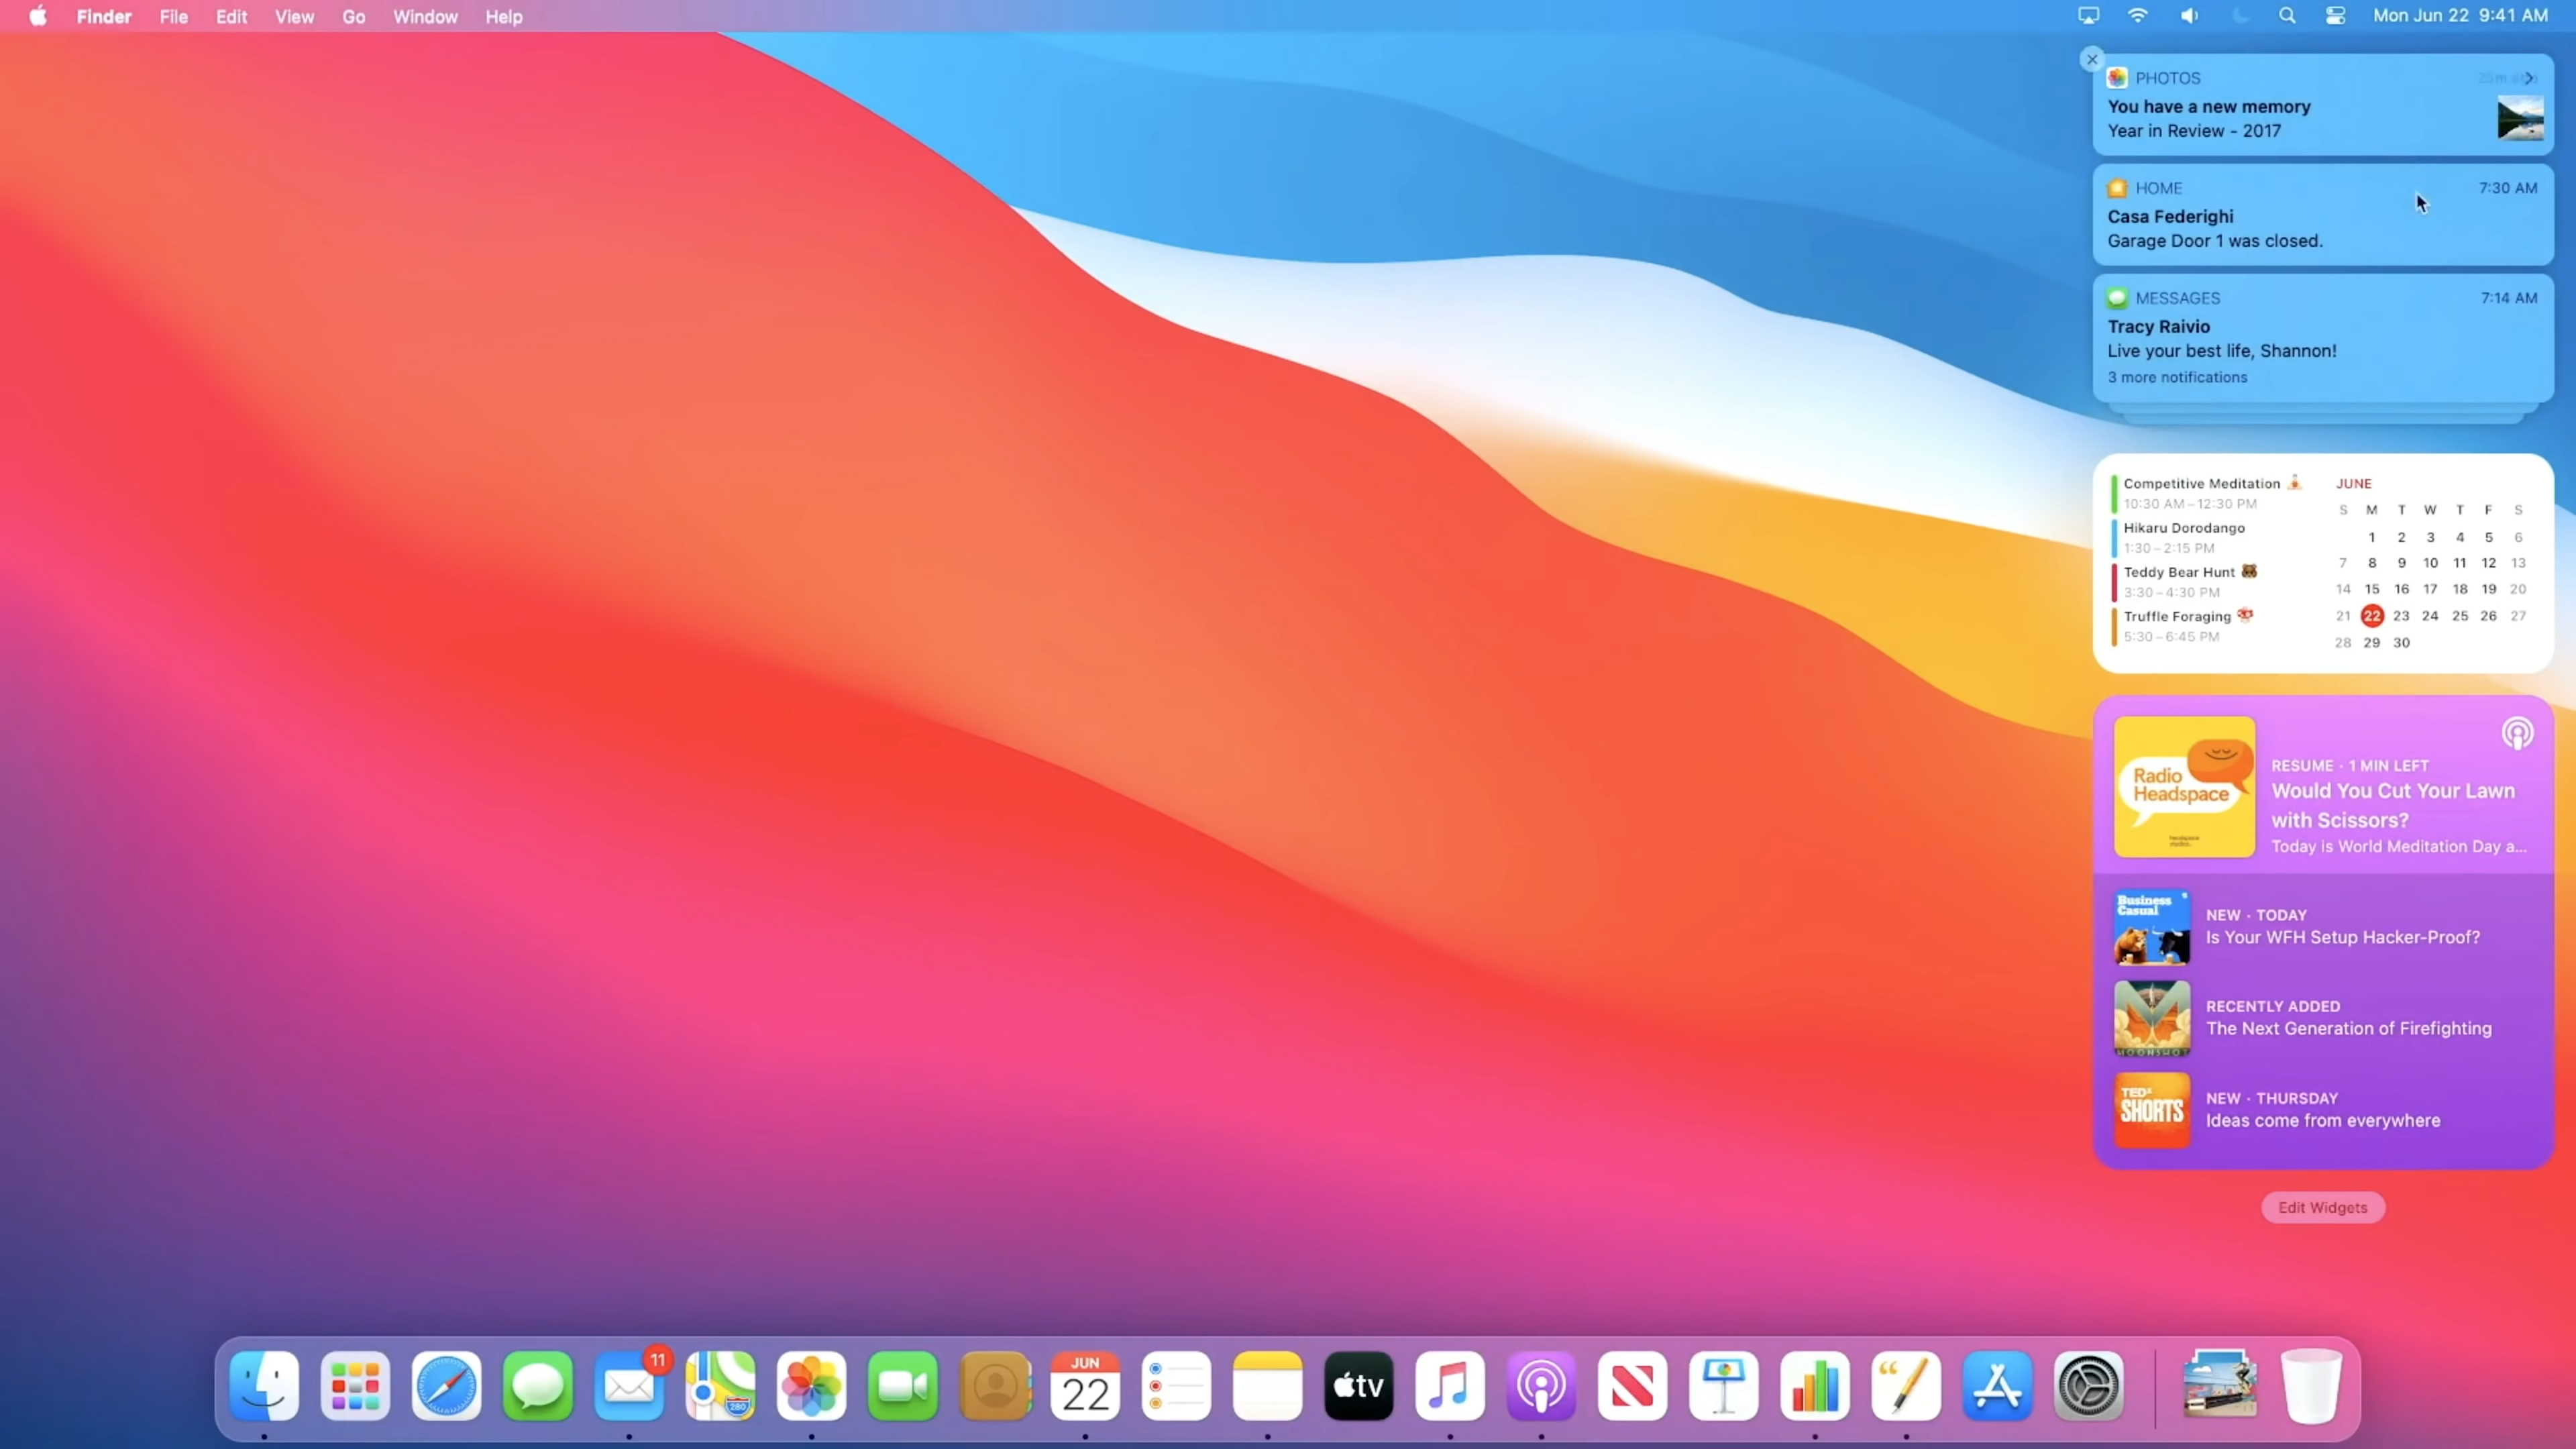 Finder File Edit View Go Window Help
Mon Jun 22 9:41 AM
PHOTOS
You have a new memory
Year in Review - 2017
HOME 7:30 AM
Casa Federighi
Garage Door 1 was closed.
MESSAGES 7:14 AM
Tracy Raivio
Live your best life, Shannon!
3 more notifications
Competitive Meditation
10:30 AM – 12:30 PM
Hikaru Dorodango
1:30 – 2:15 PM
Teddy Bear Hunt
3:30 – 4:30 PM
Truffle Foraging
5:30 – 6:45 PM
JUNE
S M T W T F S
1 2 3 4 5 6
7 8 9 10 11 12 13
14 15 16 17 18 19 20
21 22 23 24 25 26 27
28 29 30
Radio
Headspace
RESUME · 1 MIN LEFT
Would You Cut Your Lawn
with Scissors?
Today is World Meditation Day a...
Business
Casual
NEW · TODAY
Is Your WFH Setup Hacker-Proof?
MOONSHOT
RECENTLY ADDED
The Next Generation of Firefighting
TEDx
SHORTS
NEW · THURSDAY
Ideas come from everywhere
Edit Widgets
11
280
JUN
22
tv